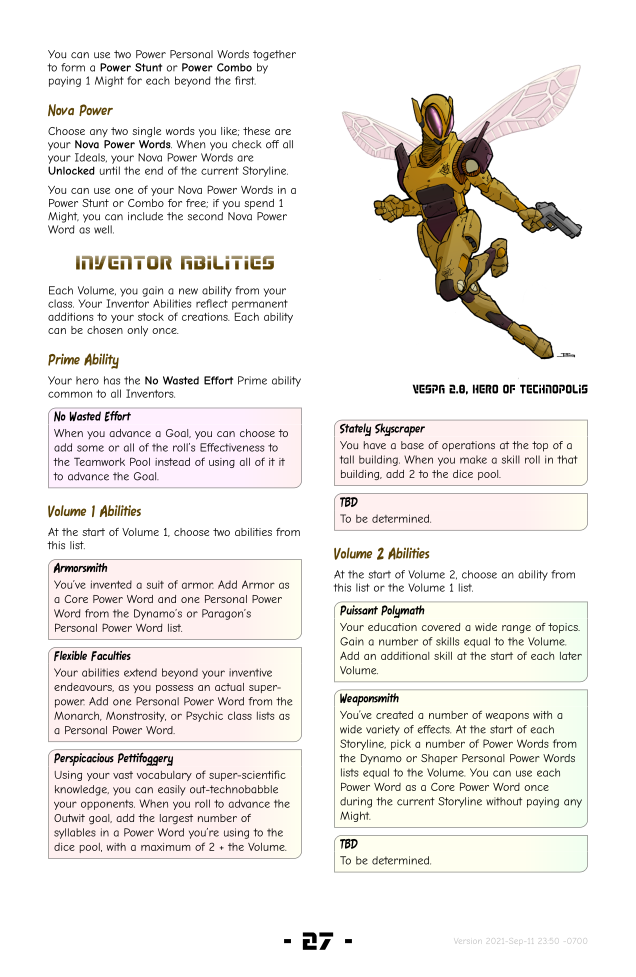 You can use two Power Personal Words together
to form a Power Stunt or Power Combo by
paying 1 Might for each beyond the first.
Nova Power
Choose any two single words you like; these are
your Nova Power Words. When you check off all
your Ideals, your Nova Power Words are
Unlocked until the end of the current Storyline.
You can use one of your Nova Power Words in a
Power Stunt or Combo for free; if you spend 1
Might, you can include the second Nova Power
Word as well.
INVENTOR ABILITIES
Each Volume, you gain a new ability from your
class. Your Inventor Abilities reflect permanent
additions to your stock of creations. Each ability
can be chosen only once.
Prime Ability
Your hero has the No Wasted Effort Prime ability
common to all Inventors.
No Wasted Effort
When you advance a Goal, you can choose to
add some or all of the roll's Effectiveness to
the Teamwork Pool instead of using all of it it
to advance the Goal.
Volume 1 Abilities
At the start of Volume 1, choose two abilities from
this list.
Armorsmith
You've invented a suit of armor. Add Armor as
a Core Power Word and one Personal Power
Word from the Dynamo's or Paragon's
Personal Power Word list.
Flexible Faculties
Your abilities extend beyond your inventive
endeavours, as you possess an actual super-
power. Add one Personal Power Word from the
Monarch, Monstrosity, or Psychic class lists as
a Personal Power Word.
Perspicacious Pettifoggery
Using your vast vocabulary of super-scientific
knowledge, you can easily out-technobabble
your opponents. When you roll to advance the
Outwit goal, add the largest number of
syllables in a Power Word you're using to the
dice pool, with a maximum of 2 + the Volume.
VESPA 2.8, HERO OF TECHNOPOLIS
Stately Skyscraper
You have a base of operations at the top of a
tall building. When you make a skill roll in that
building, add 2 to the dice pool.
TBD
To be determined.
Volume 2 Abilities
At the start of Volume 2, choose an ability from
this list or the Volume 1 list.
Puissant Polymath
Your education covered a wide range of topics.
Gain a number of skills equal to the Volume.
Add an additional skill at the start of each later
Volume.
Weaponsmith
You've created a number of weapons with a
wide variety of effects. At the start of each
Storyline, pick a number of Power Words from
the Dynamo or Shaper Personal Power Words
lists equal to the Volume. You can use each
Power Word as a Core Power Word once
during the current Storyline without paying any
Might.
TBD
To be determined.
- 27 -
Version 2021-Sep-11 23:50 -0700